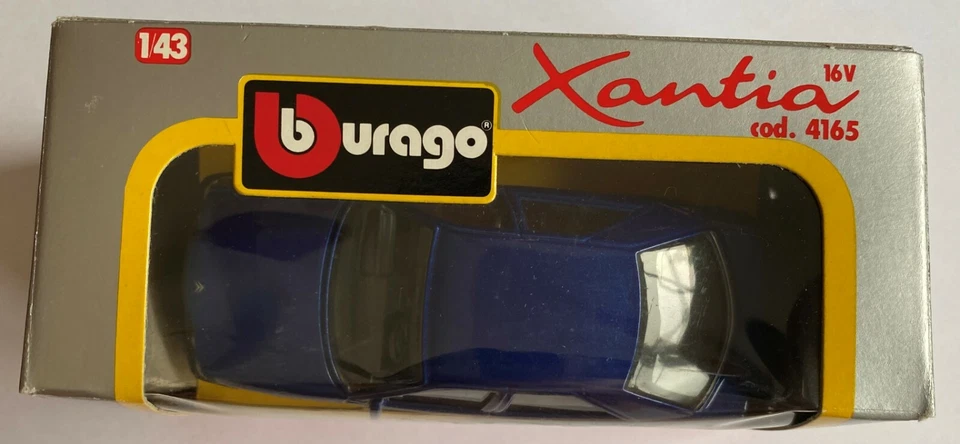 1/43
burago®
Xantia
16V
cod. 4165